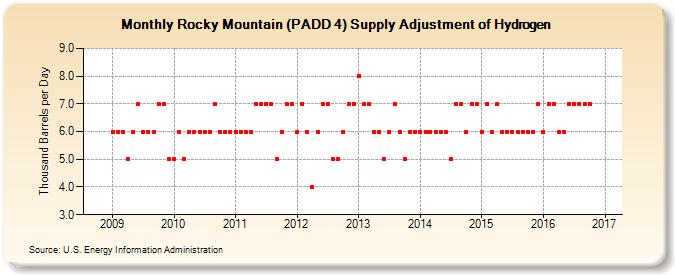 Monthly Rocky Mountain (PADD 4) Supply Adjustment of Hydrogen
Thousand Barrels per Day
9.0
8.0
7.0
6.0
5.0
4.0
3.0
2009 2010 2011 2012 2013 2014 2015 2016 2017
Source: U.S. Energy Information Administration